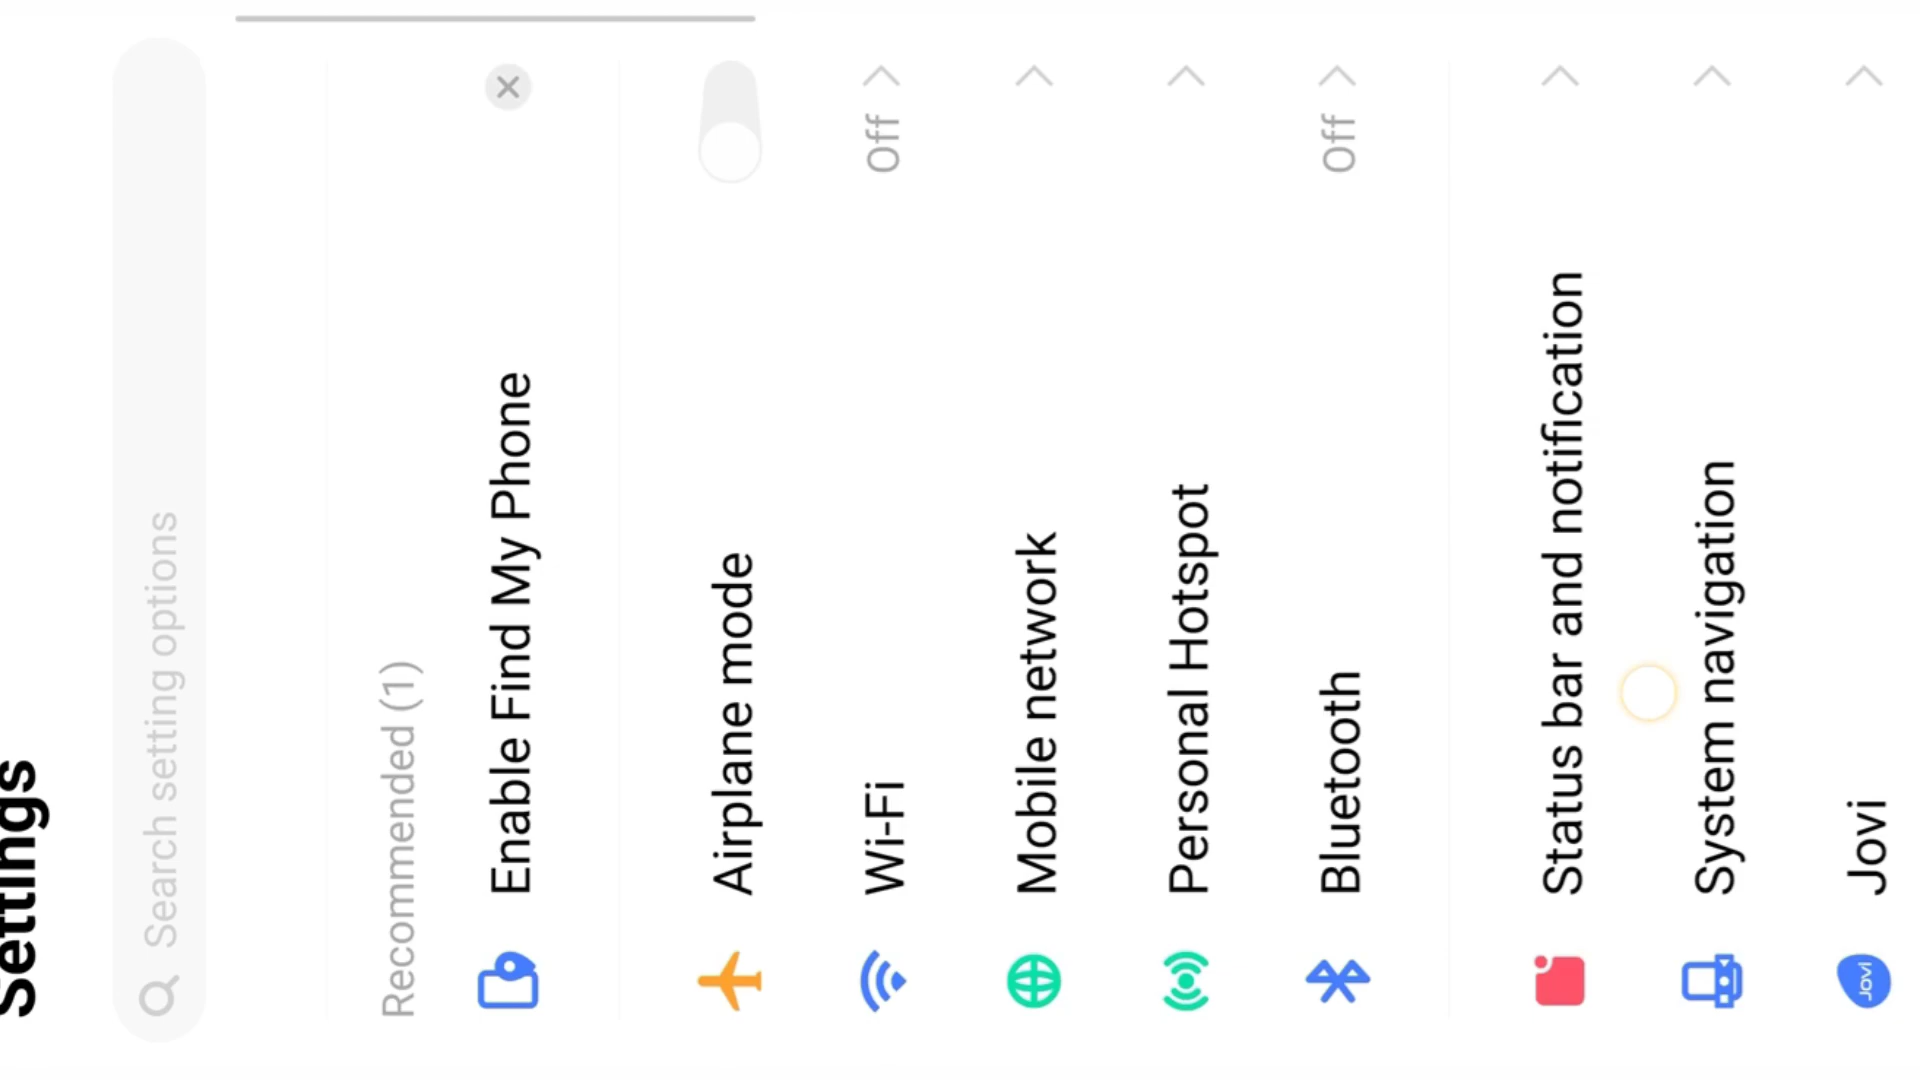 Settings
Search setting options
Recommended (1)
Enable Find My Phone
Airplane mode
Wi-Fi Off
Mobile network
Personal Hotspot
Bluetooth Off
Status bar and notification
System navigation
Jovi
JOVI